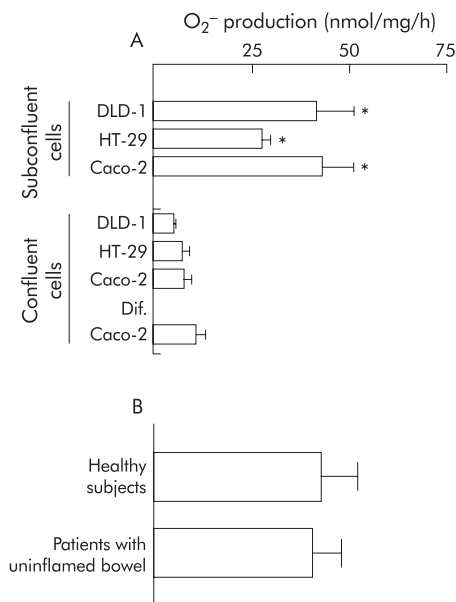 O2− production (nmol/mg/h)
A
25 50 75
Subconfluent
cells
DLD-1 *
HT-29 *
Caco-2 *
Confluent
cells
DLD-1
HT-29
Caco-2
Dif.
Caco-2
B
Healthy
subjects
Patients with
uninflamed bowel